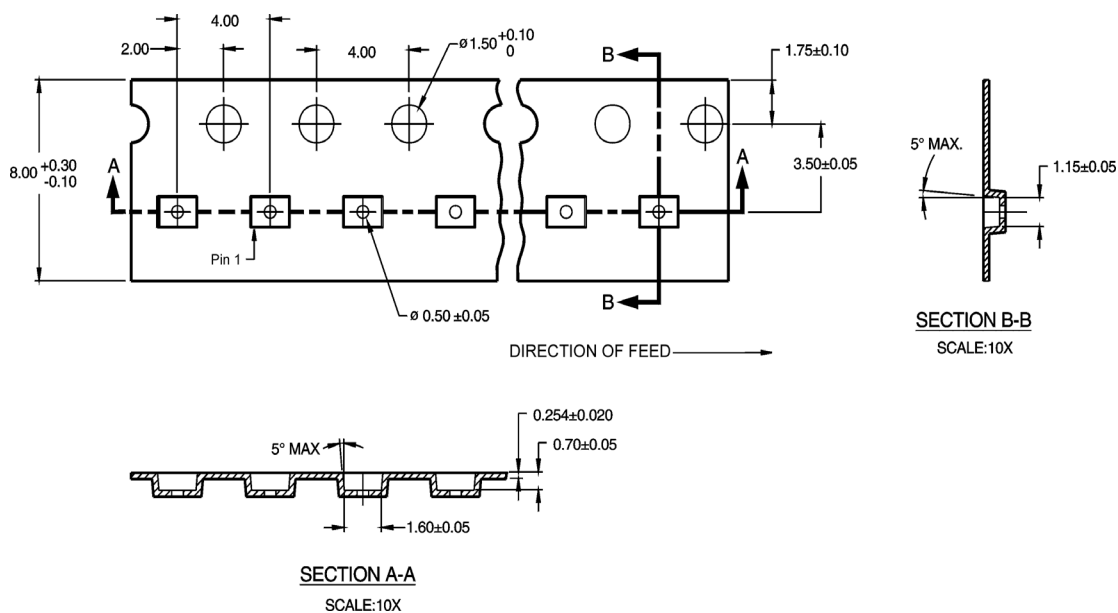 4.00
2.00
4.00
ø1.50 +0.10
0
B
1.75±0.10
8.00 +0.30
-0.10
A
A
3.50±0.05
5° MAX.
1.15±0.05
Pin 1
B
ø 0.50 ±0.05
SECTION B-B
SCALE:10X
DIRECTION OF FEED
0.254±0.020
0.70±0.05
5° MAX
1.60±0.05
SECTION A-A
SCALE:10X